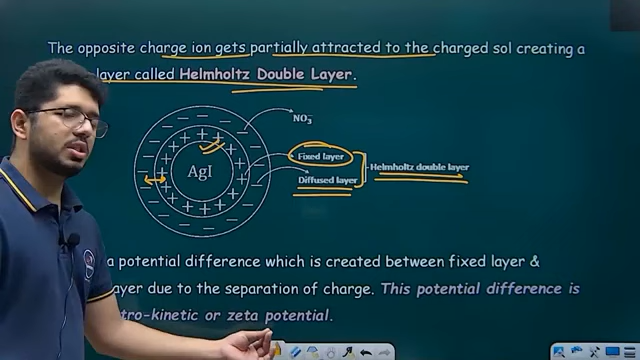 The opposite charge ion gets partially attracted to the charged sol creating a
layer called Helmholtz Double Layer.
NO₃⁻
Fixed layer
AgI
Helmholtz double layer
Diffused layer
a potential difference which is created between fixed layer &
ayer due to the separation of charge. This potential difference is
tro-kinetic or zeta potential.